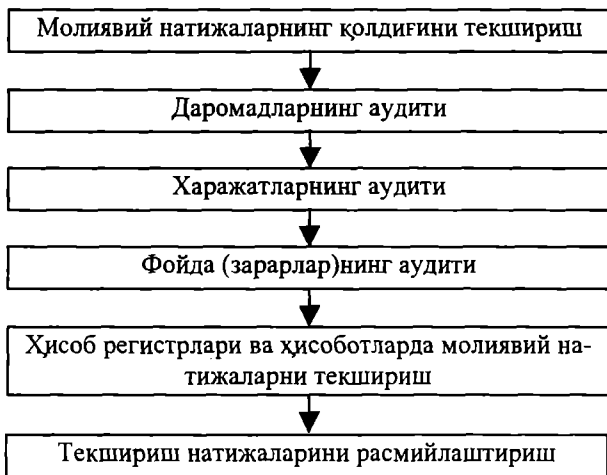 Молиявий натижаларнинг қолдиғини текшириш
Даромадларнинг аудити
Харажатларнинг аудити
Фойда (зарарлар)нинг аудити
Ҳисоб регистрлари ва ҳисоботларда молиявий на-
тижаларни текшириш
Текшириш натижаларини расмийлаштириш